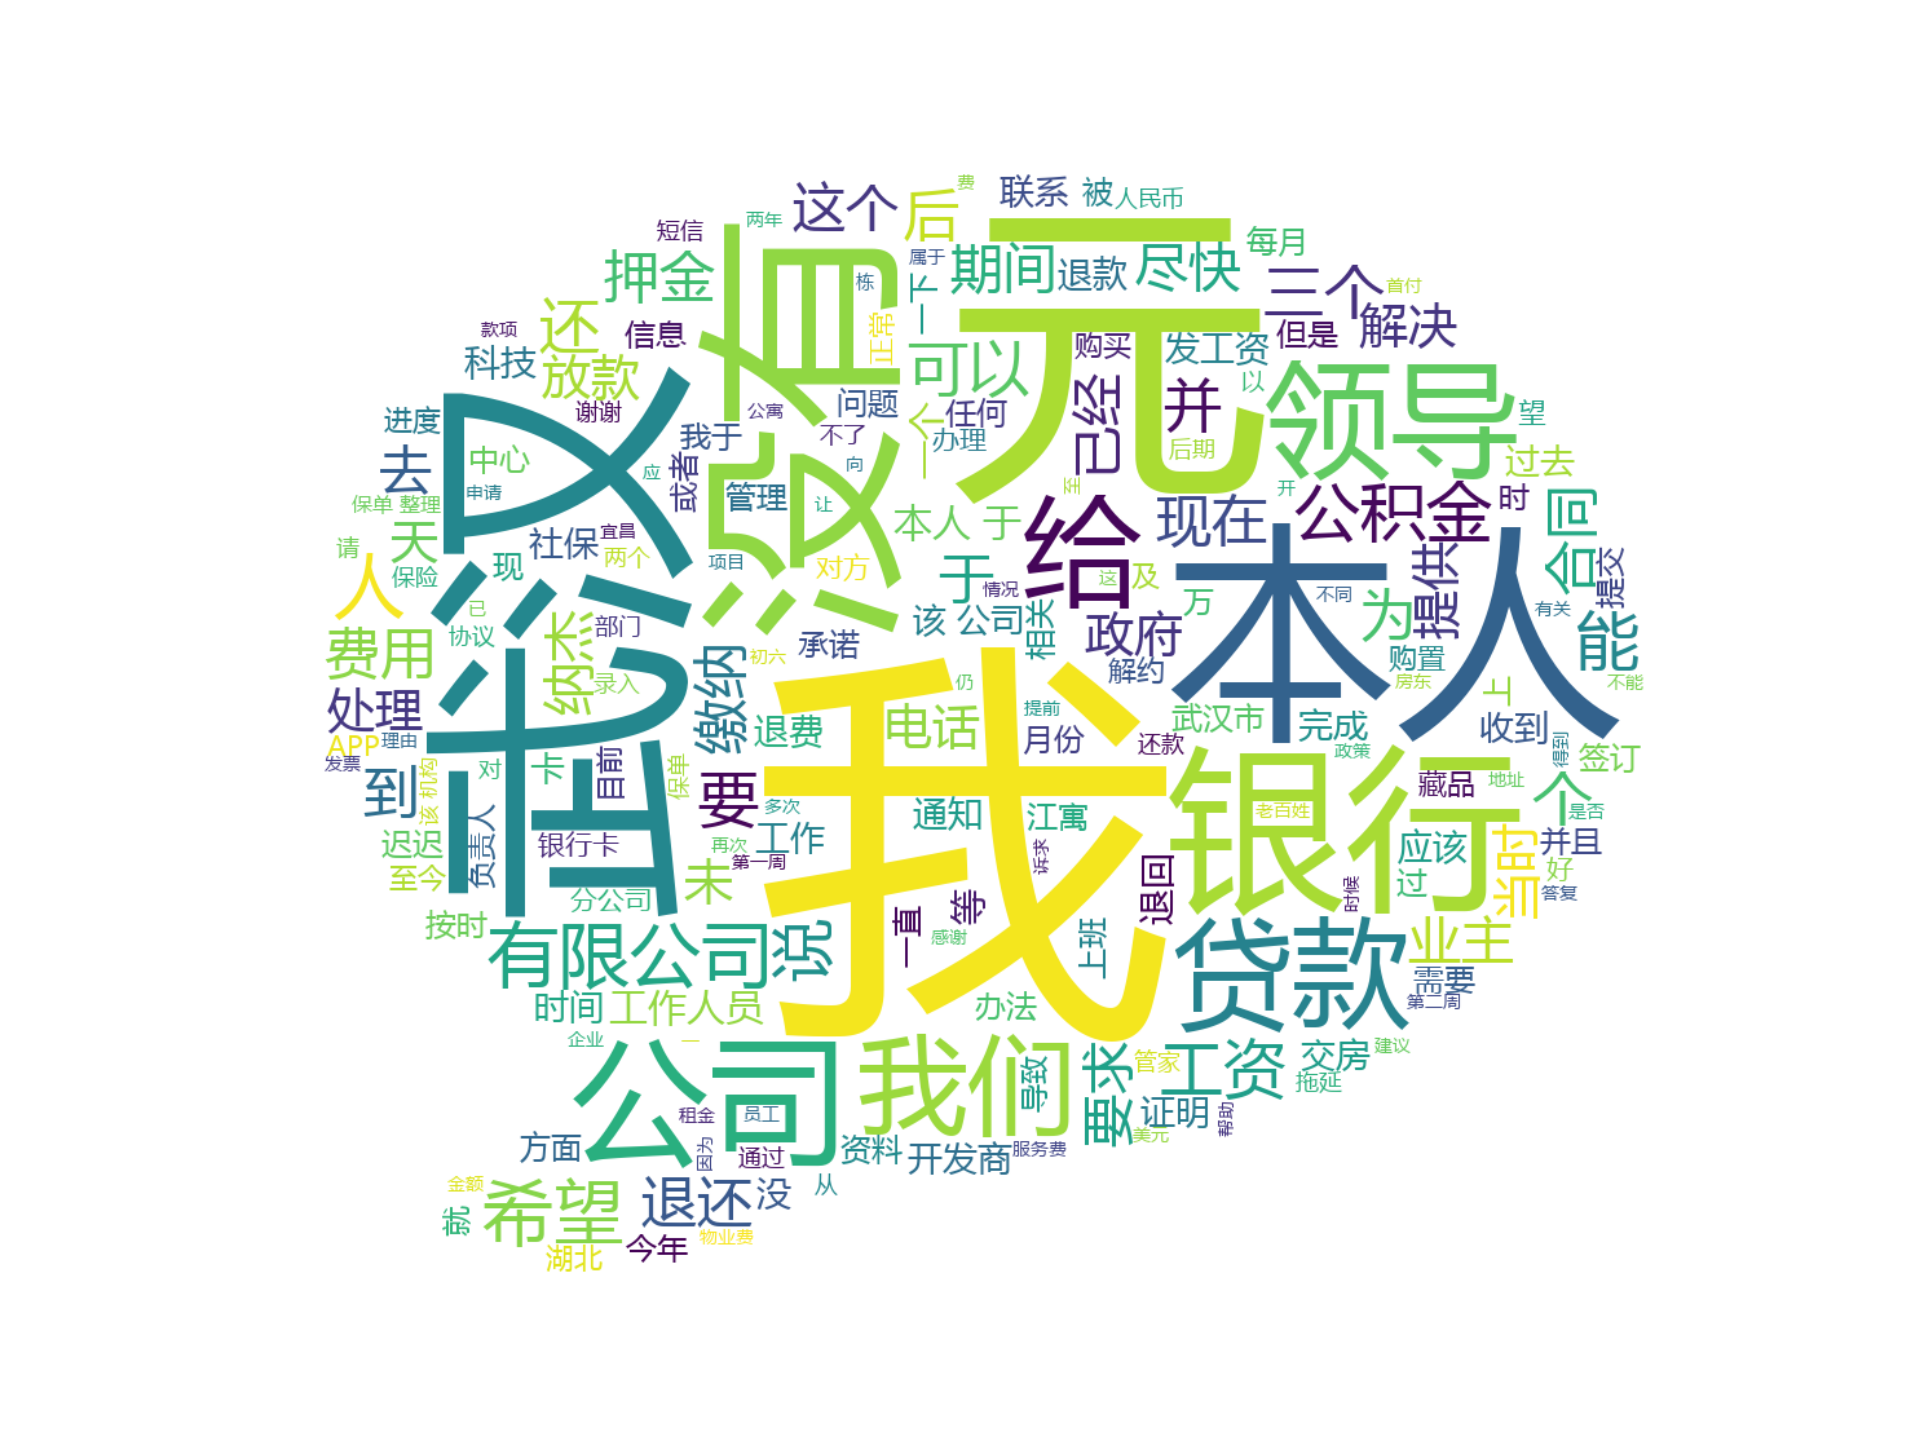 费
联系
被
人民币
这个
后
两年
短信
元
每月
属于
押金
期间
退款
尽快
三个
首付
栋
没有
一下
还
款项
信息
正常
购买
发工资
但是
解决
科技
放款
可以
以
领导
武汉
谢谢
公寓
问题
一个
任何
已经
并
望
进度
我于
不了
办理
后期
过去
去
中心
或者
应
向
至
开
保单
整理
申请
管理
让
给
现在
公积金
时
合同
天
社保
宜昌
本人
于
请
保险
现
两个
项目
对方
于
情况
这
及
本人
不同
提供
提交
人
已
万
有关
协议
纳杰
部门
承诺
该
公司
相关
政府
为
能
费用
缴纳
初六
解约
购置
录入
仍
房东
上
不能
处理
退费
电话
提前
月份
武汉市
完成
收到
我
还款
政策
得到
签订
APP
理由
发票
对
卡
目前
保单
银行
到
该
机构
要
多次
通知
江寓
老百姓
藏品
地址
个
是否
迟迟
负责人
银行卡
再次
工作
第一周
诉求
应该
当时
并且
至今
未
退回
时候
过
好
答复
分公司
等
按时
一直
感谢
上班
贷款
业主
有限公司
说
需要
第二周
时间
工作人员
办法
企业
一
公司
我们
导致
要求
管家
工资
交房
建议
拖延
租金
员工
证明
帮助
美元
方面
因为
通过
资料
开发商
服务费
金额
从
就
希望
退还
没
湖北
今年
物业费